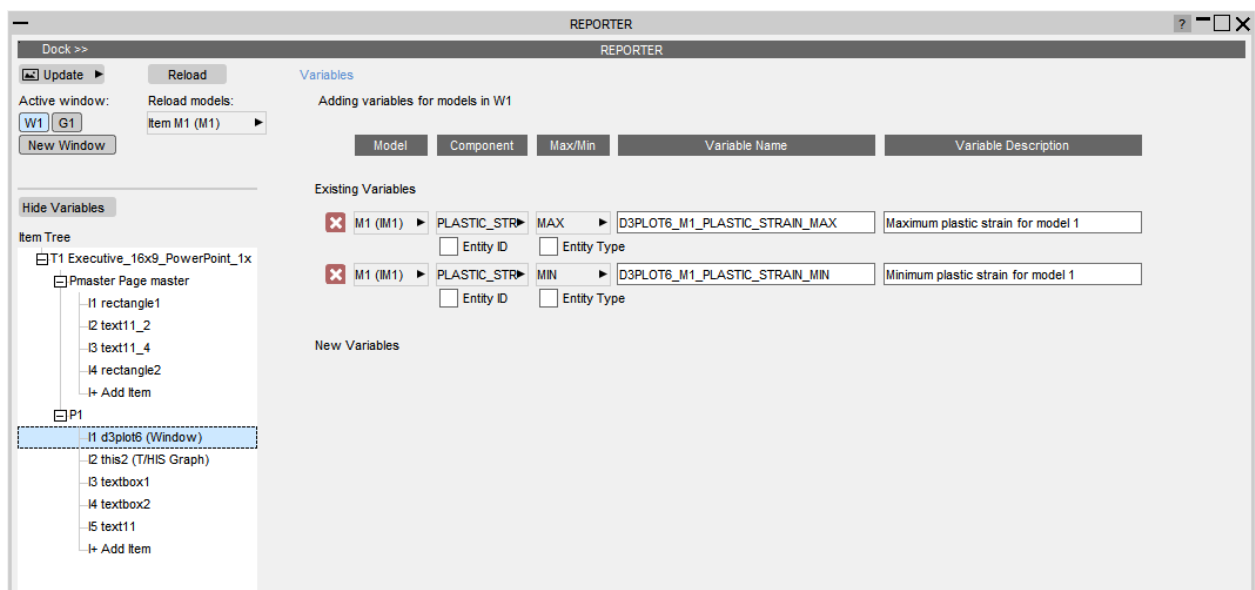 REPORTER
?
Dock >>
REPORTER
Update
Reload
Variables
Active window:
Reload models:
Adding variables for models in W1
W1 G1
Item M1 (M1)
New Window
Model Component Max/Min Variable Name Variable Description
Existing Variables
Hide Variables
M1 (IM1) PLASTIC_STR MAX D3PLOT6_M1_PLASTIC_STRAIN_MAX Maximum plastic strain for model 1
Entity ID Entity Type
M1 (IM1) PLASTIC_STR MIN D3PLOT6_M1_PLASTIC_STRAIN_MIN Minimum plastic strain for model 1
Entity ID Entity Type
New Variables
Item Tree
T1 Executive_16x9_PowerPoint_1x
Pmaster Page master
I1 rectangle1
I2 text11_2
I3 text11_4
I4 rectangle2
I+ Add Item
P1
I1 d3plot6 (Window)
I2 this2 (T/HIS Graph)
I3 textbox1
I4 textbox2
I5 text11
I+ Add Item